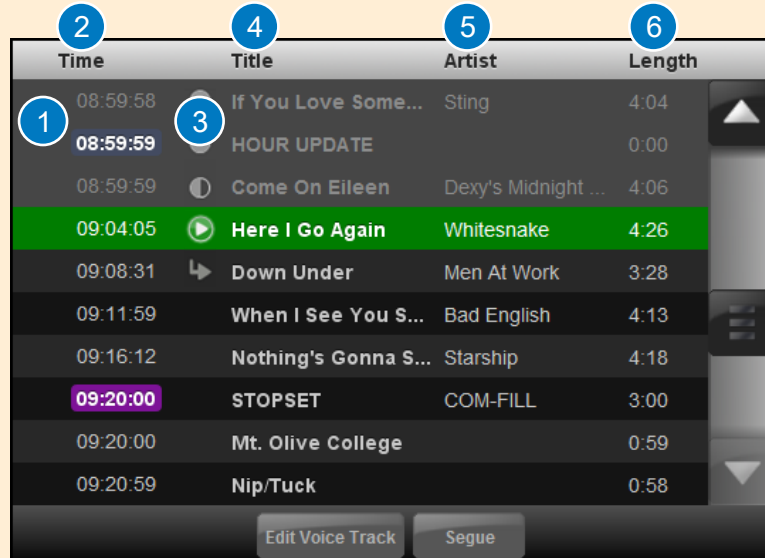 2 4 5 6
Time Title Artist Length
1 3
08:59:58 If You Love Some... Sting 4:04
08:59:59 HOUR UPDATE 0:00
08:59:59 Come On Eileen Dexy's Midnight ... 4:06
09:04:05 Here I Go Again Whitesnake 4:26
09:08:31 Down Under Men At Work 3:28
09:11:59 When I See You S... Bad English 4:13
09:16:12 Nothing's Gonna S... Starship 4:18
09:20:00 STOPSET COM-FILL 3:00
09:20:00 Mt. Olive College 0:59
09:20:59 Nip/Tuck 0:58
Edit Voice Track Segue